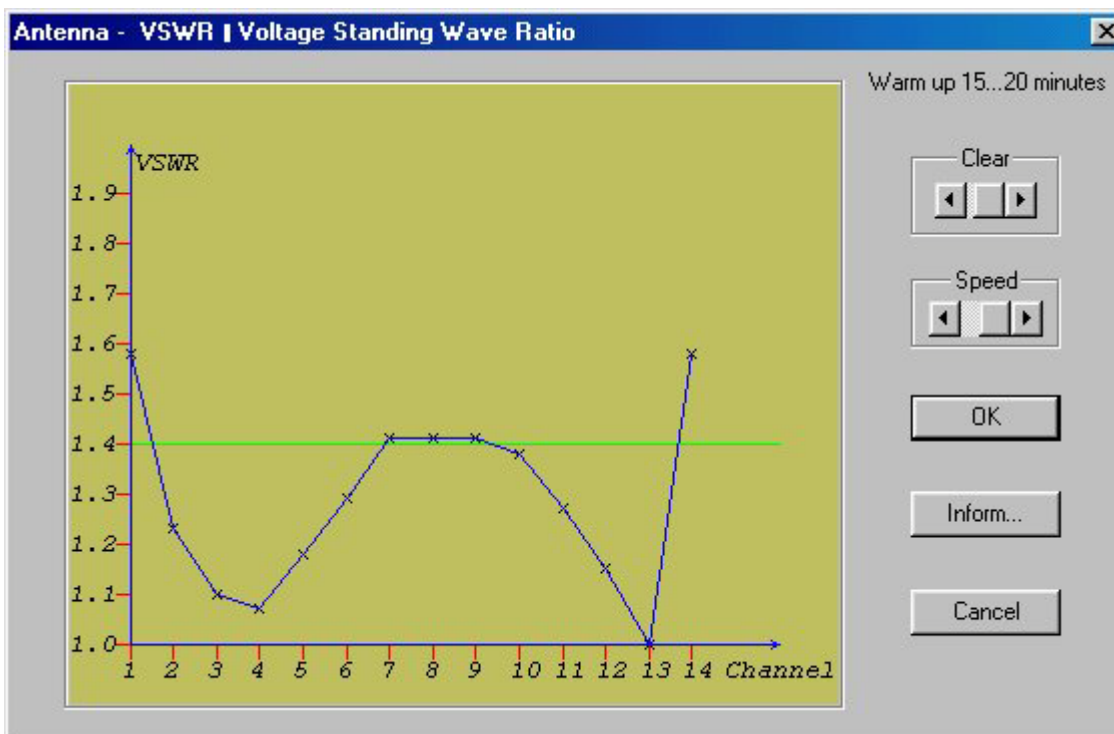 Antenna - VSWR | Voltage Standing Wave Ratio
Warm up 15...20 minutes
VSWR
1.9
1.8
1.7
1.6
1.5
1.4
1.3
1.2
1.1
1.0
1 2 3 4 5 6 7 8 9 10 11 12 13 14 Channel
Clear
Speed
OK
Inform...
Cancel